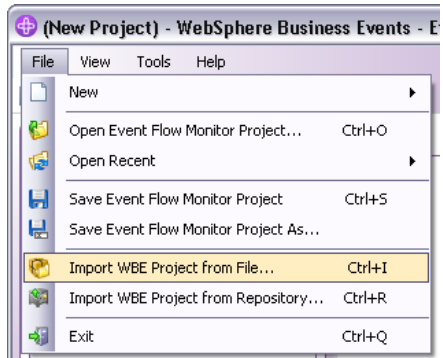 (New Project) - WebSphere Business Events - E
File View Tools Help
New
Open Event Flow Monitor Project... Ctrl+O
Open Recent
Save Event Flow Monitor Project Ctrl+S
Save Event Flow Monitor Project As...
Import WBE Project from File... Ctrl+I
Import WBE Project from Repository... Ctrl+R
Exit Ctrl+Q